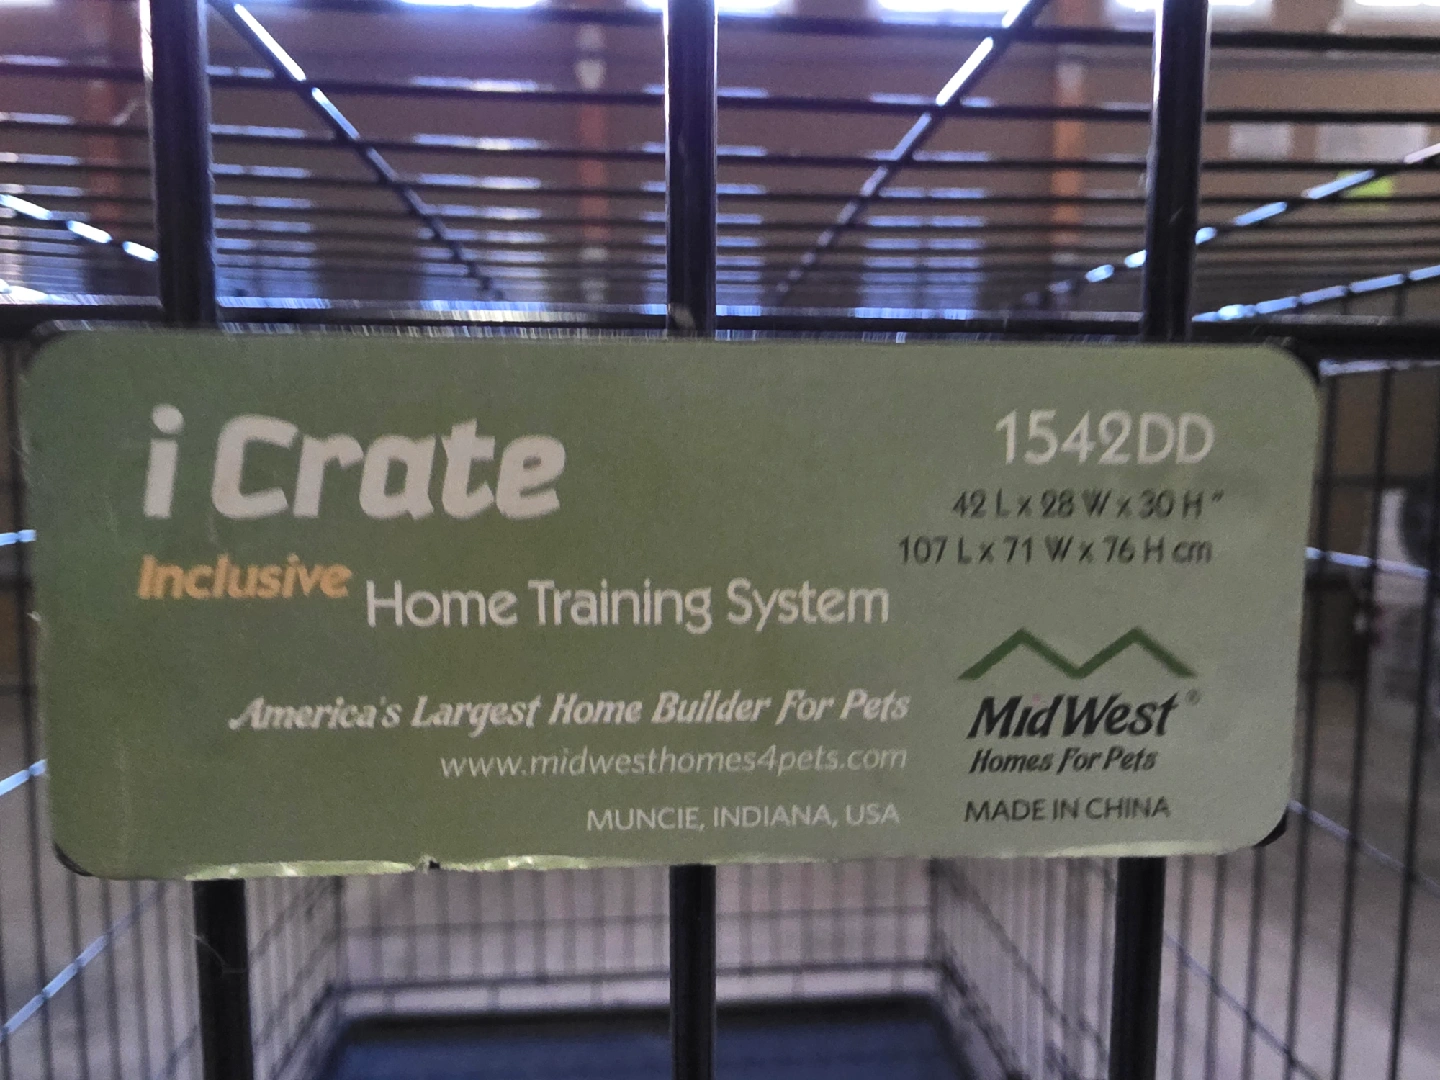 i Crate
1542DD
42 L x 28 W x 30 H "
107 L x 71 W x 76 H cm
Inclusive Home Training System
America's Largest Home Builder For Pets
www.midwesthomes4pets.com
MUNCIE, INDIANA, USA
MidWest®
Homes For Pets
MADE IN CHINA